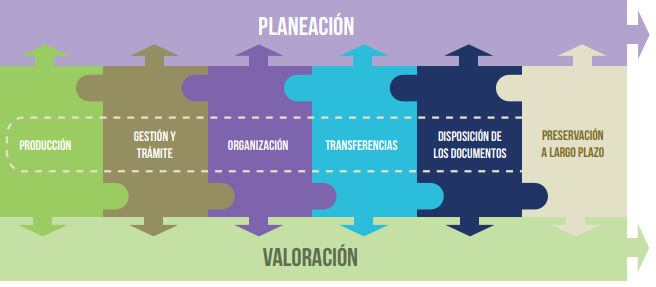 PLANEACIÓN
PRODUCCIÓN
GESTIÓN Y
TRÁMITE
ORGANIZACIÓN
TRANSFERENCIAS
DISPOSICIÓN DE
LOS DOCUMENTOS
PRESERVACIÓN
A LARGO PLAZO
VALORACIÓN